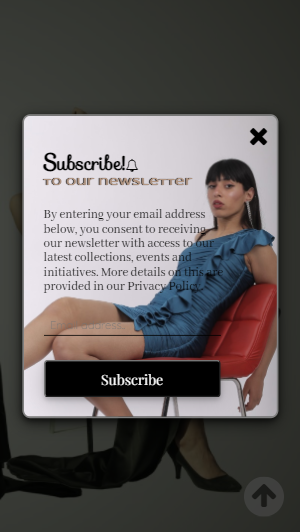 Subscribe!
To our newsletter
By entering your email address
below, you consent to receiving
our newsletter with access to our
latest collections, events and
initiatives. More details on this are
provided in our Privacy Policy.
Subscribe